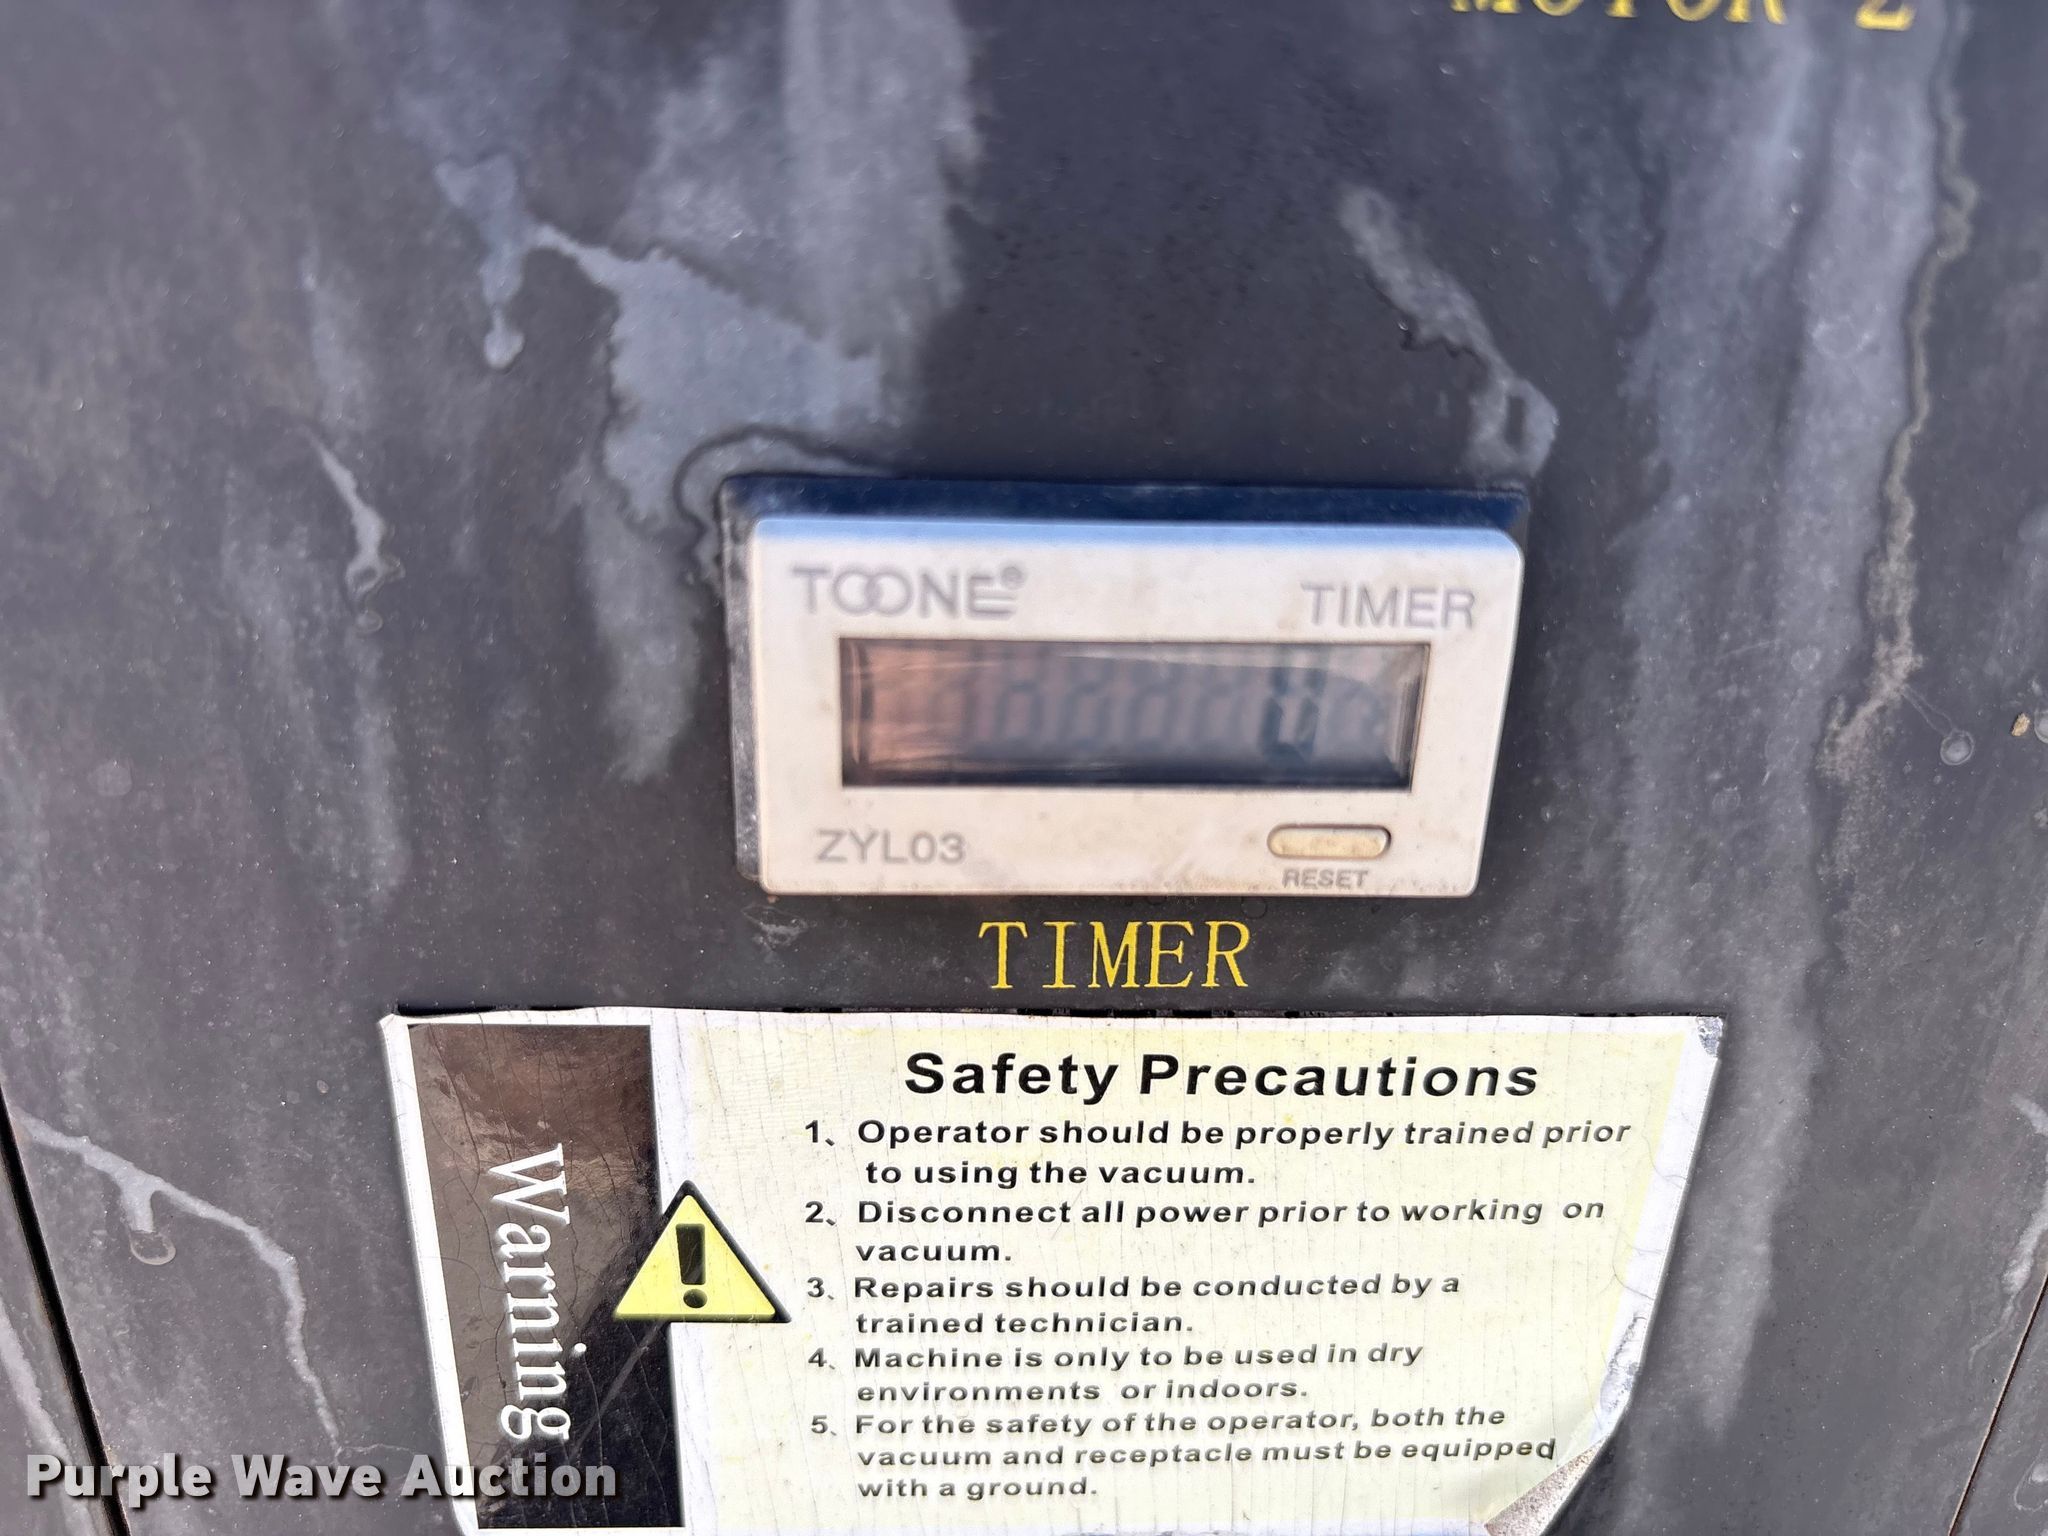 MOTOR 2
TOONE® TIMER
ZYL03
RESET
TIMER
Warning
Safety Precautions
1、Operator should be properly trained prior
to using the vacuum.
2、Disconnect all power prior to working on
vacuum.
3、Repairs should be conducted by a
trained technician.
4、Machine is only to be used in dry
environments or indoors.
5、For the safety of the operator, both the
vacuum and receptacle must be equipped
with a ground.
Purple Wave Auction